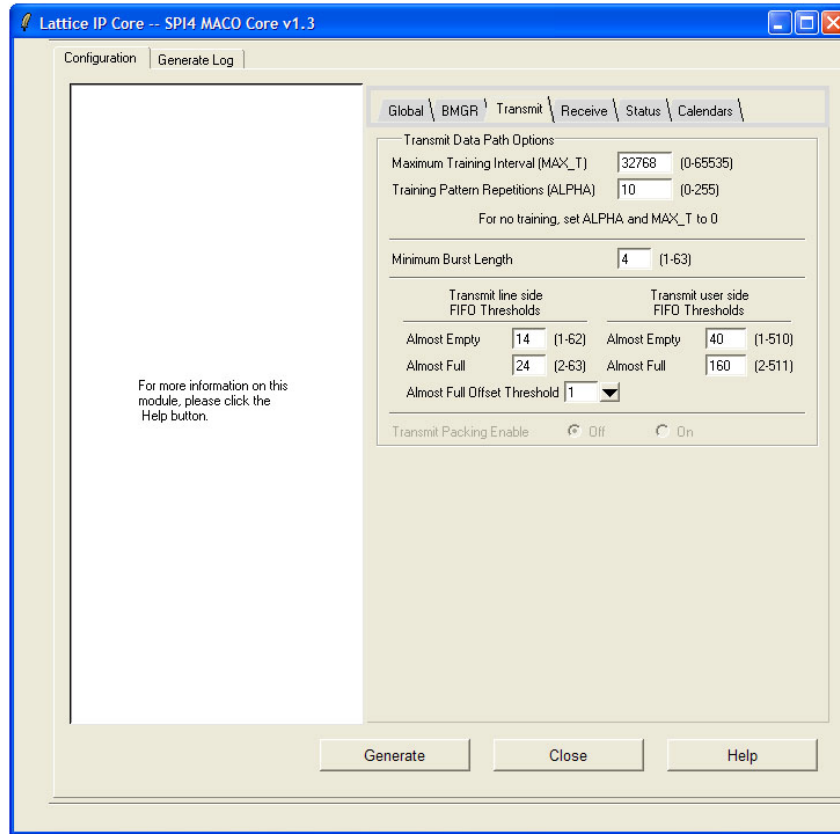 Lattice IP Core -- SPI4 MACO Core v1.3
Configuration Generate Log
For more information on this
module, please click the
Help button.
Global BMGR Transmit Receive Status Calendars
Transmit Data Path Options
Maximum Training Interval (MAX_T) 32768 (0-65535)
Training Pattern Repetitions (ALPHA) 10 (0-255)
For no training, set ALPHA and MAX_T to 0
Minimum Burst Length 4 (1-63)
Transmit line side Transmit user side
FIFO Thresholds FIFO Thresholds
Almost Empty 14 (1-62) Almost Empty 40 (1-510)
Almost Full 24 (2-63) Almost Full 160 (2-511)
Almost Full Offset Threshold 1
Transmit Packing Enable Off On
Generate Close Help